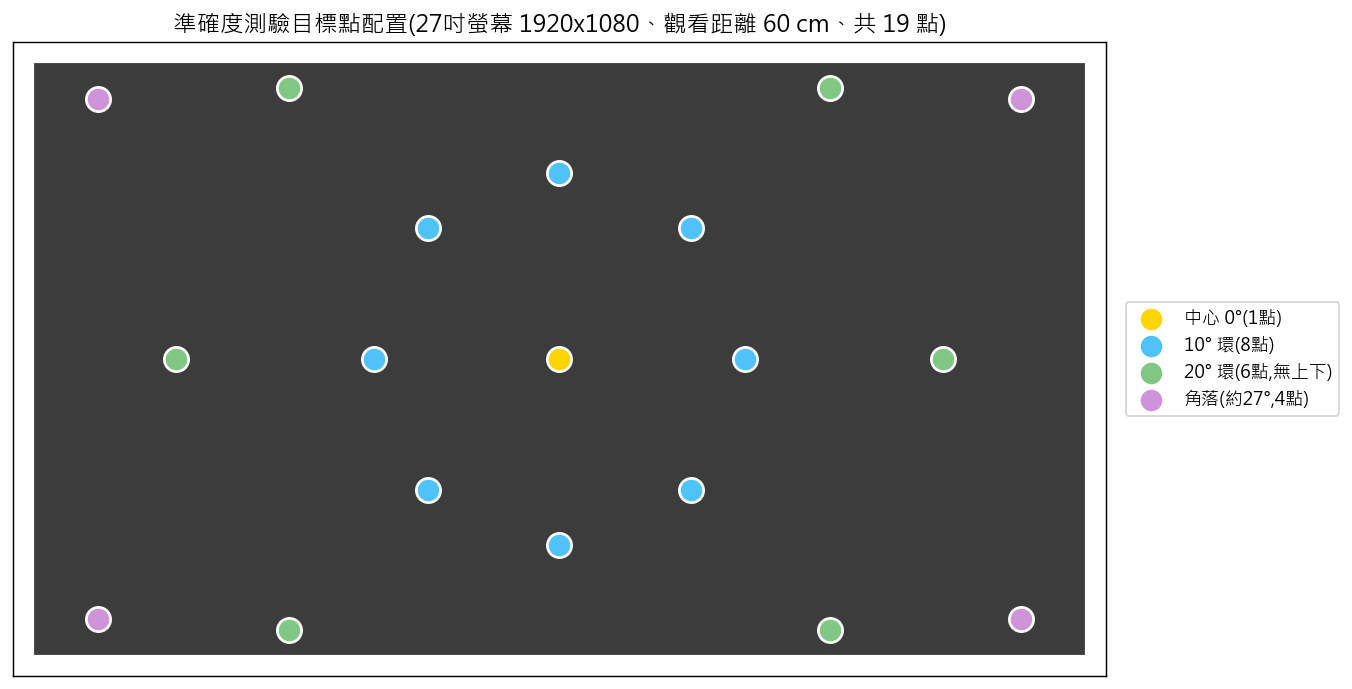 準確度測驗目標點配置(27吋螢幕 1920x1080、觀看距離 60 cm、共 19 點)
中心 0°(1點)
10° 環(8點)
20° 環(6點,無上下)
角落(約27°,4點)